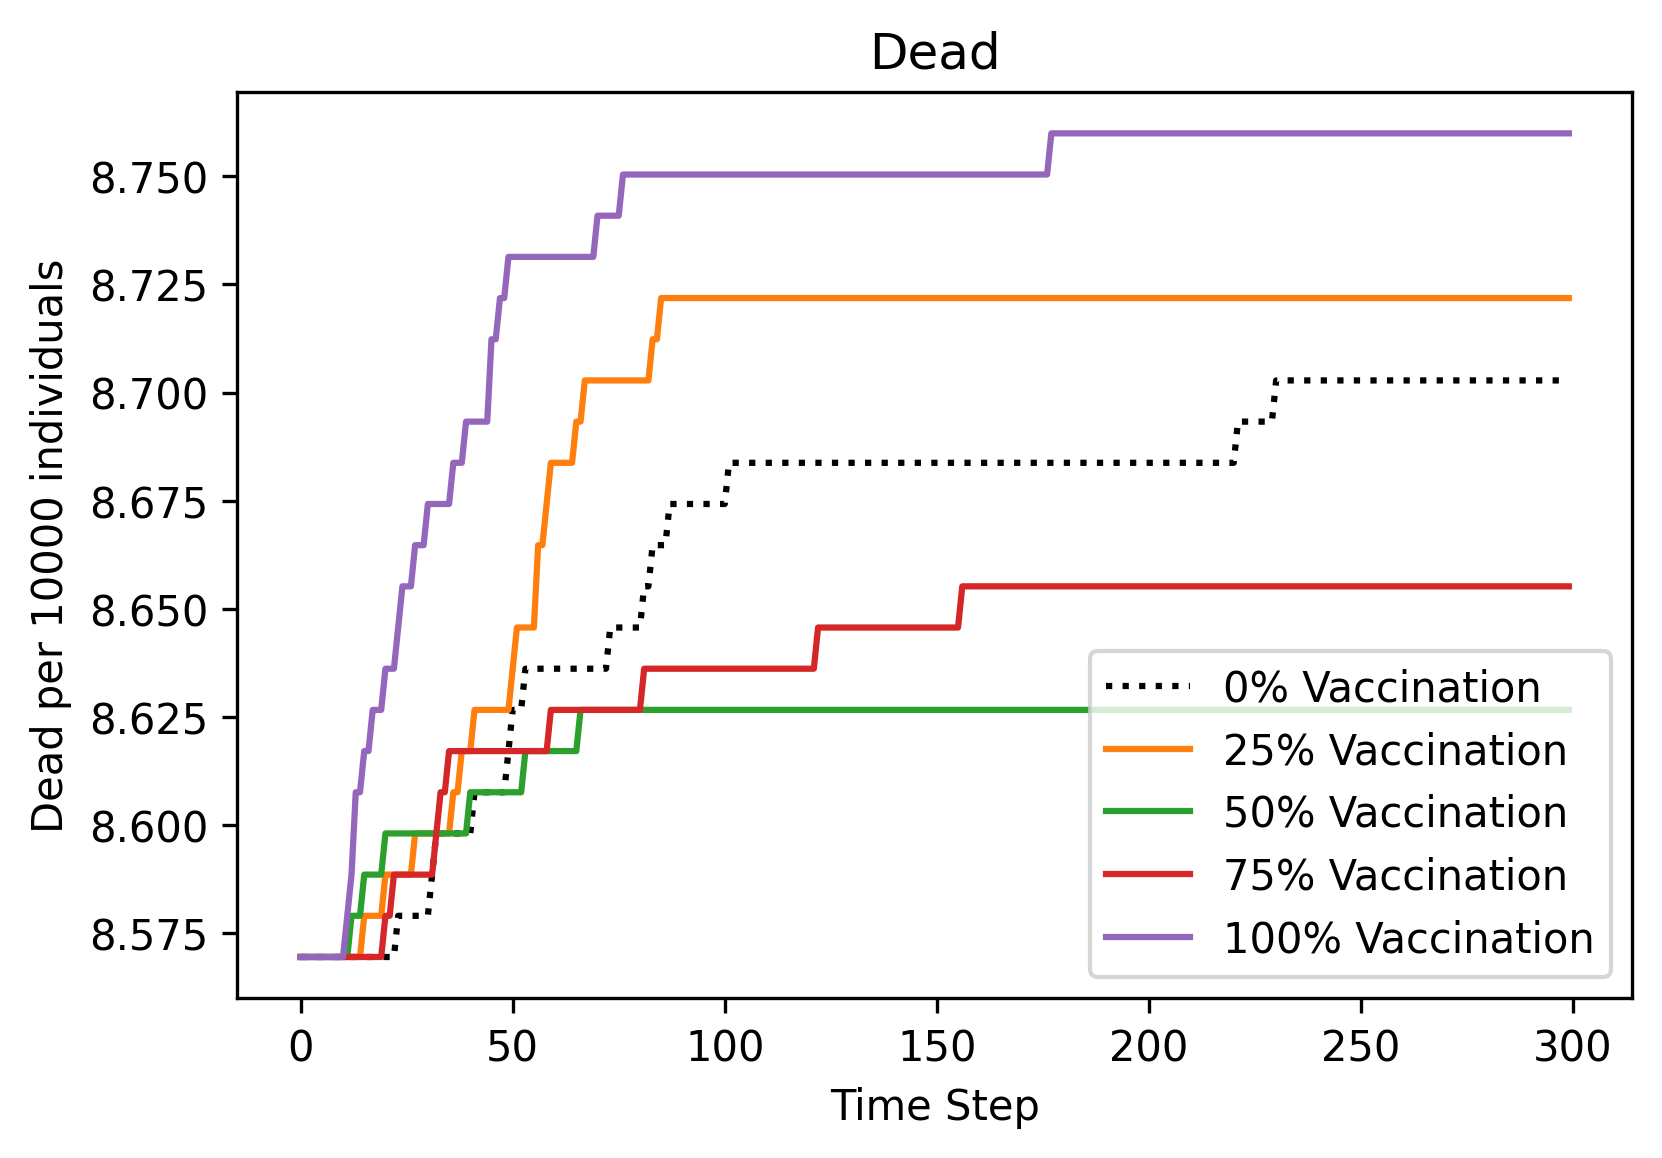 Dead
8.750
8.725
8.700
8.675
8.650
8.625
8.600
8.575
Dead per 10000 individuals
0% Vaccination
25% Vaccination
50% Vaccination
75% Vaccination
100% Vaccination
0 50 100 150 200 250 300
Time Step